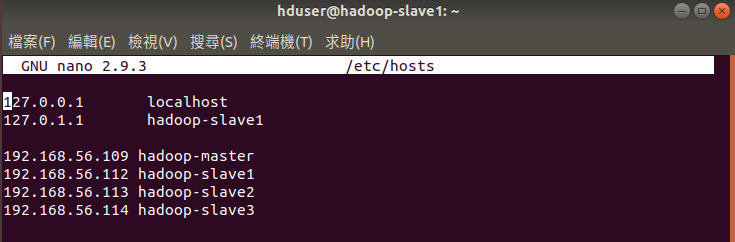 hduser@hadoop-slave1: ~
檔案(F) 編輯(E) 檢視(V) 搜尋(S) 終端機(T) 求助(H)
GNU nano 2.9.3 /etc/hosts
127.0.0.1 localhost
127.0.1.1 hadoop-slave1
192.168.56.109 hadoop-master
192.168.56.112 hadoop-slave1
192.168.56.113 hadoop-slave2
192.168.56.114 hadoop-slave3